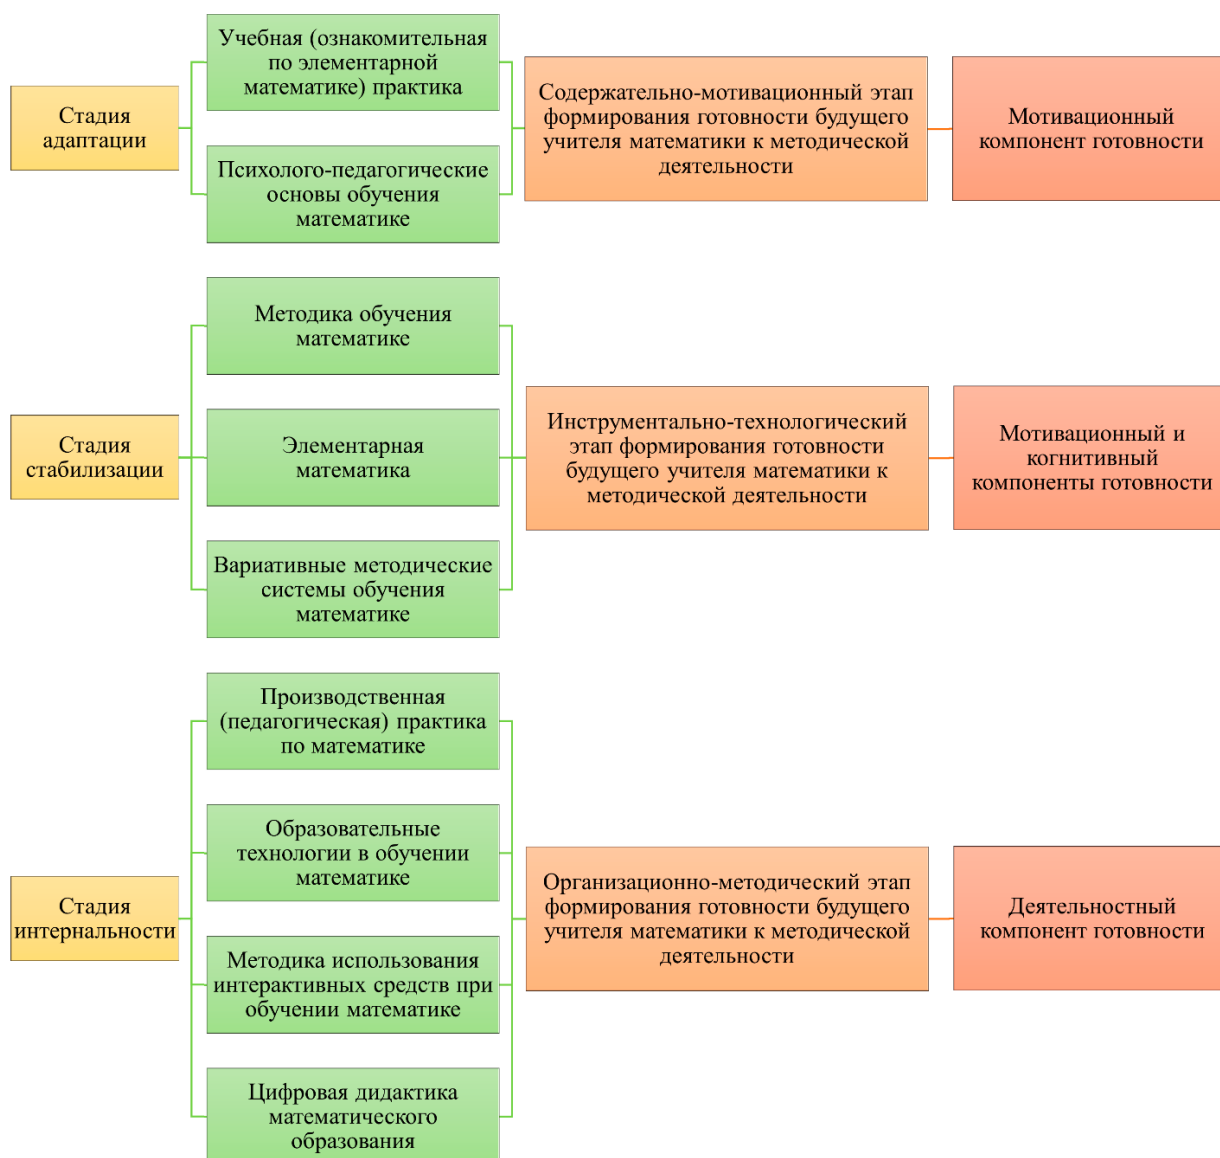 Стадия
адаптации
Учебная (ознакомительная
по элементарной
математике) практика
Психолого-педагогические
основы обучения
математике
Содержательно-мотивационный этап
формирования готовности будущего
учителя математики к методической
деятельности
Мотивационный
компонент готовности
Стадия
стабилизации
Методика обучения
математике
Элементарная
математика
Вариативные методические
системы обучения
математике
Инструментально-технологический
этап формирования готовности
будущего учителя математики к
методической деятельности
Мотивационный и
когнитивный
компоненты готовности
Стадия
интернальности
Производственная
(педагогическая) практика
по математике
Образовательные
технологии в обучении
математике
Методика использования
интерактивных средств при
обучении математике
Цифровая дидактика
математического
образования
Организационно-методический этап
формирования готовности будущего
учителя математики к методической
деятельности
Деятельностный
компонент готовности